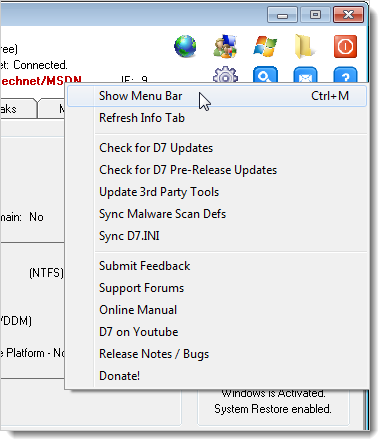 ree)
et: Connected.
echnet/MSDN IE: 9
aks
Show Menu Bar Ctrl+M
Refresh Info Tab
Check for D7 Updates
Check for D7 Pre-Release Updates
Update 3rd Party Tools
main: No
Sync Malware Scan Defs
Sync D7.INI
Submit Feedback
(NTFS)
Support Forums
Online Manual
/DDM)
D7 on Youtube
e Platform - No
Release Notes / Bugs
Donate!
Windows is Activated.
System Restore enabled.